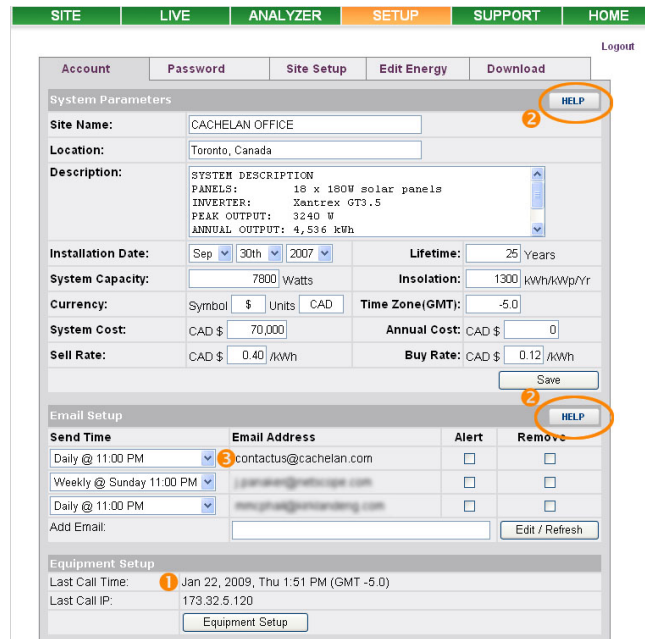 SITE LIVE ANALYZER SETUP SUPPORT HOME
Logout
Account Password Site Setup Edit Energy Download
System Parameters HELP
2
Site Name: CACHELAN OFFICE
Location: Toronto, Canada
Description: SYSTEM DESCRIPTION
PANELS: 18 x 180W solar panels
INVERTER: Xantrex GT3.5
PEAK OUTPUT: 3240 W
ANNUAL OUTPUT: 4,536 kWh
Installation Date: Sep 30th 2007 Lifetime: 25 Years
System Capacity: 7800 Watts Insolation: 1300 kWh/kWp/Yr
Currency: Symbol $ Units CAD Time Zone(GMT): -5.0
System Cost: CAD $ 70,000 Annual Cost: CAD $ 0
Sell Rate: CAD $ 0.40 /kWh Buy Rate: CAD $ 0.12 /kWh
Save
2
Email Setup HELP
Send Time Email Address Alert Remove
Daily @ 11:00 PM 3 contactus@cachelan.com
Weekly @ Sunday 11:00 PM
Daily @ 11:00 PM
Add Email: Edit / Refresh
Equipment Setup
Last Call Time: 1 Jan 22, 2009, Thu 1:51 PM (GMT -5.0)
Last Call IP: 173.32.5.120
Equipment Setup